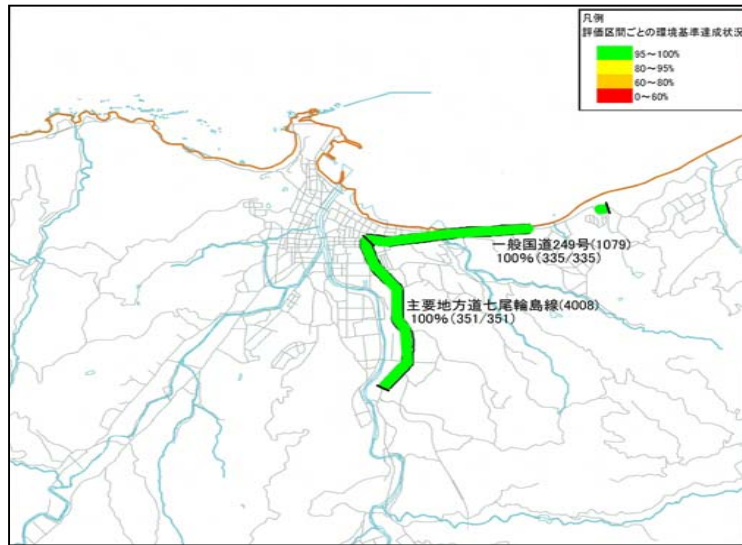 凡例
評価区間ごとの環境基準達成状況
95～100%
80～95%
60～80%
0～60%
一般国道249号(1079)
100%(335/335)
主要地方道七尾輪島線(4008)
100%(351/351)